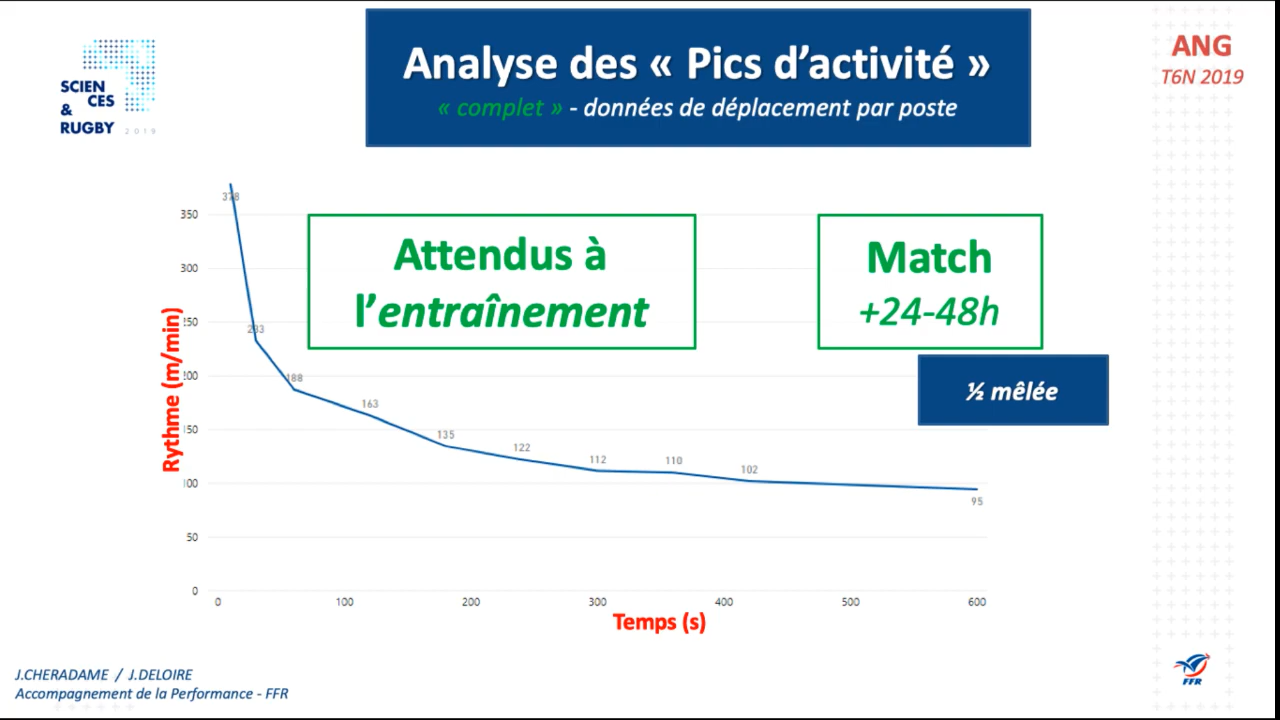 SCIEN
CES
&
RUGBY 2019
Analyse des « Pics d’activité »
« complet » - données de déplacement par poste
ANG
T6N 2019
Attendus à
l’entraînement
Match
+24-48h
½ mêlée
Rythme (m/min)
350
300
250
200
150
100
50
0
378
233
188
163
135
122
112
110
102
95
0 100 200 300 400 500 600
Temps (s)
J.CHERADAME / J.DELOIRE
Accompagnement de la Performance - FFR
FFR